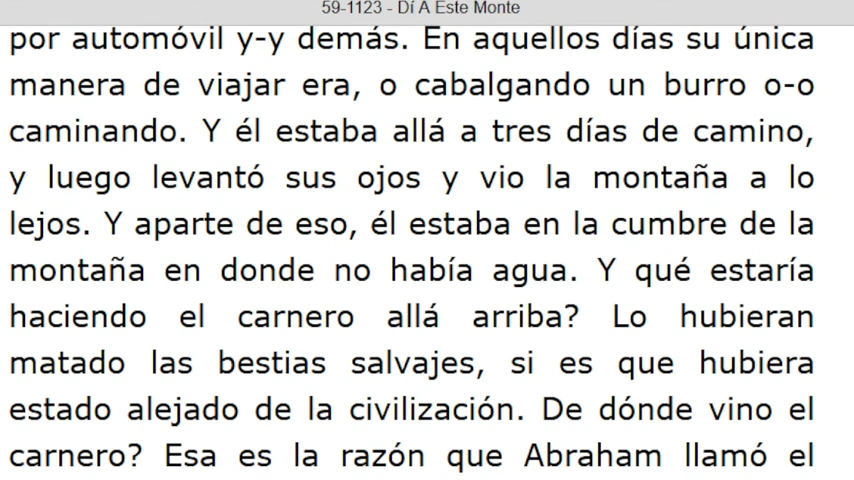 59-1123 - Dí A Este Monte
por automóvil y-y demás. En aquellos días su única
manera de viajar era, o cabalgando un burro o-o
caminando. Y él estaba allá a tres días de camino,
y luego levantó sus ojos y vio la montaña a lo
lejos. Y aparte de eso, él estaba en la cumbre de la
montaña en donde no había agua. Y qué estaría
haciendo el carnero allá arriba? Lo hubieran
matado las bestias salvajes, si es que hubiera
estado alejado de la civilización. De dónde vino el
carnero? Esa es la razón que Abraham llamó el